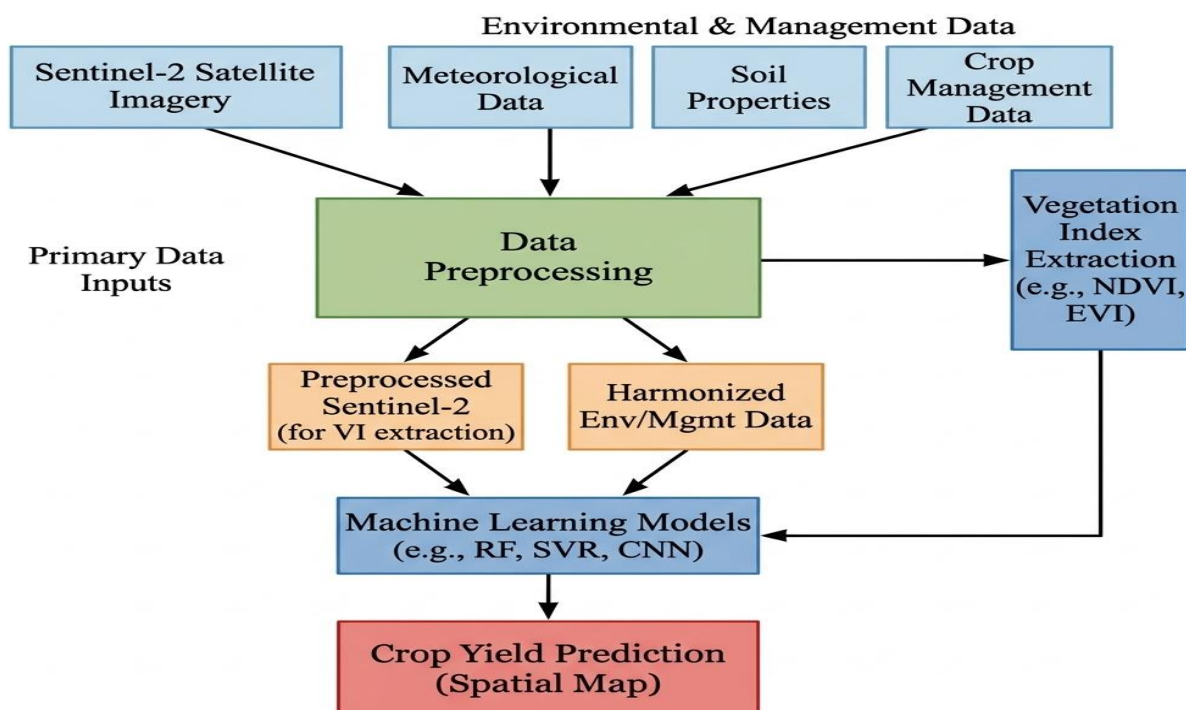 Environmental & Management Data
Sentinel-2 Satellite
Imagery
Meteorological
Data
Soil
Properties
Crop
Management
Data
Primary Data
Inputs
Data
Preprocessing
Vegetation
Index
Extraction
(e.g., NDVI,
EVI)
Preprocessed
Sentinel-2
(for VI extraction)
Harmonized
Env/Mgmt Data
Machine Learning Models
(e.g., RF, SVR, CNN)
Crop Yield Prediction
(Spatial Map)